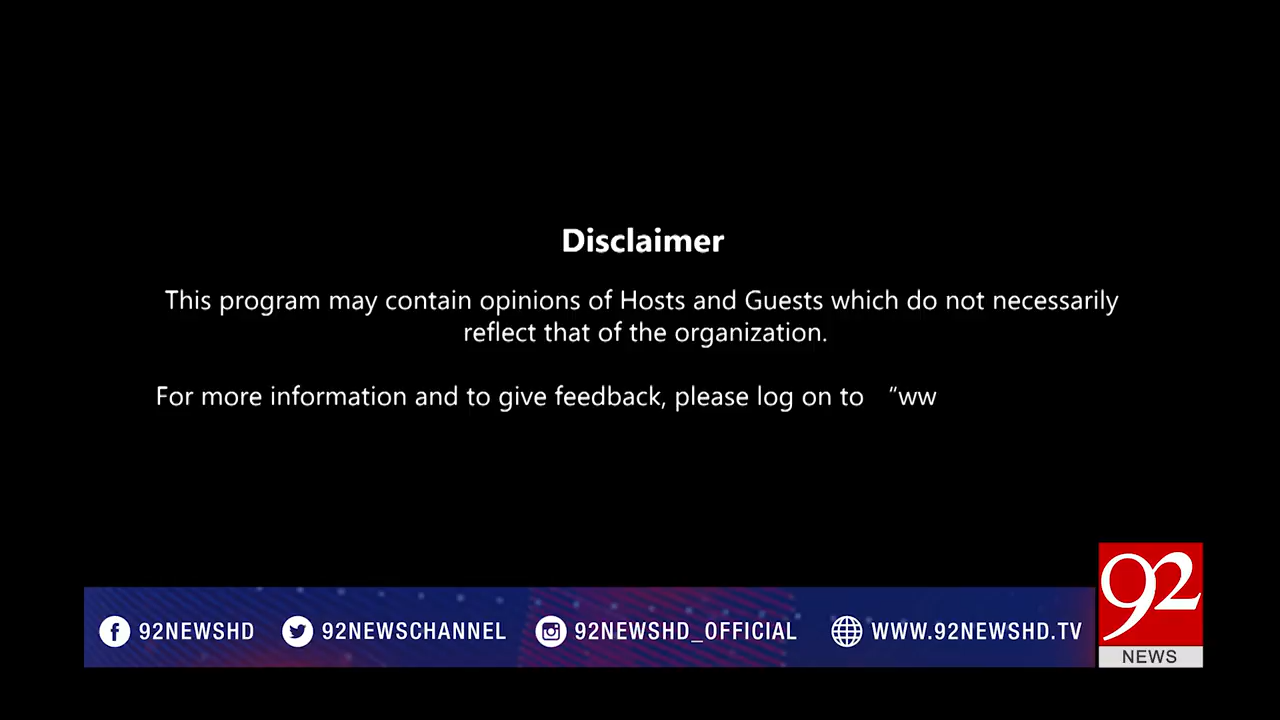 Disclaimer
This program may contain opinions of Hosts and Guests which do not necessarily
reflect that of the organization.
For more information and to give feedback, please log on to “ww
92NEWSHD 92NEWSCHANNEL 92NEWSHD_OFFICIAL WWW.92NEWSHD.TV
92
NEWS